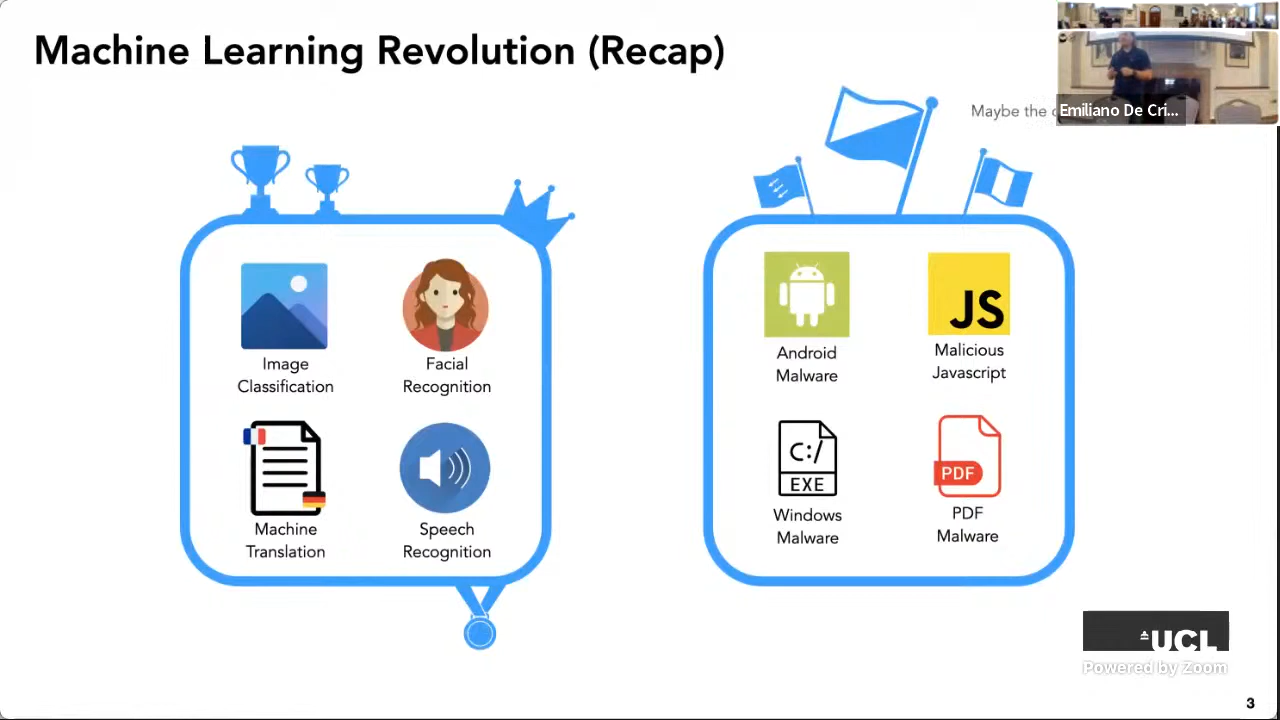 Machine Learning Revolution (Recap)
Maybe the
Emiliano De Cri...
Image
Classification
Facial
Recognition
Machine
Translation
Speech
Recognition
Android
Malware
JS
Malicious
Javascript
C:/
EXE
Windows
Malware
PDF
PDF
Malware
UCL
Powered by Zoom
3